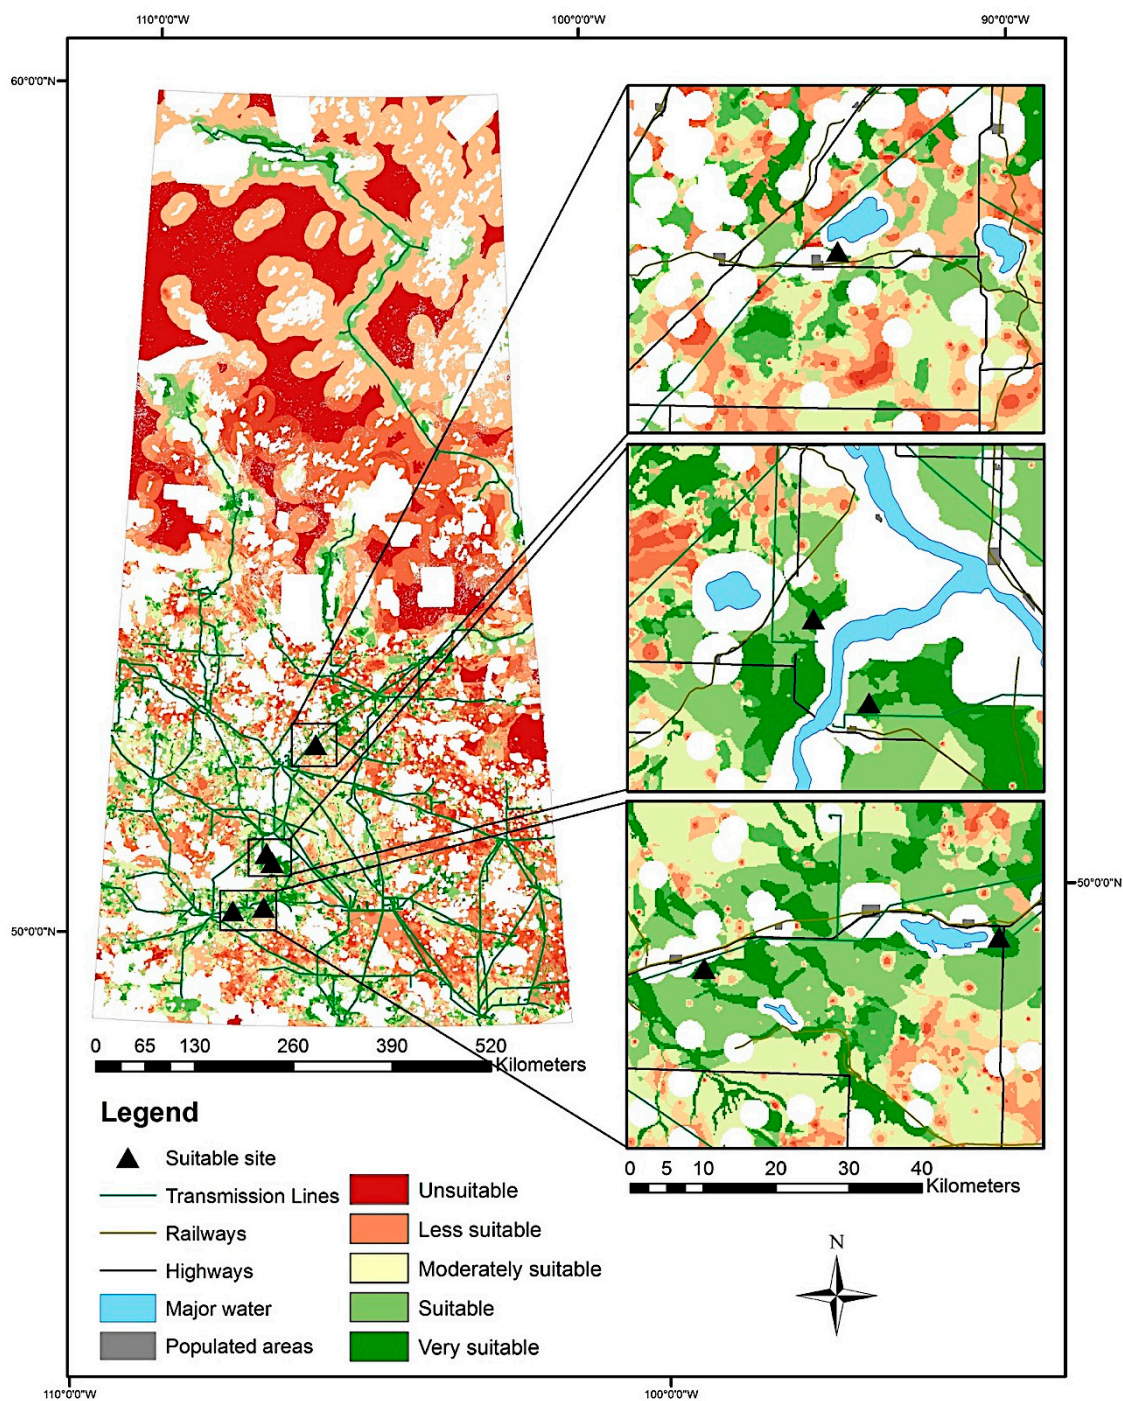 110°0'0"W 100°0'0"W 90°0'0"W
60°0'0"N
50°0'0"N
50°0'0"N
0 65 130 260 390 520
Kilometers
0 5 10 20 30 40
Kilometers
Legend
Suitable site
Transmission Lines
Railways
Highways
Major water
Populated areas
Unsuitable
Less suitable
Moderately suitable
Suitable
Very suitable
N
110°0'0"W 100°0'0"W